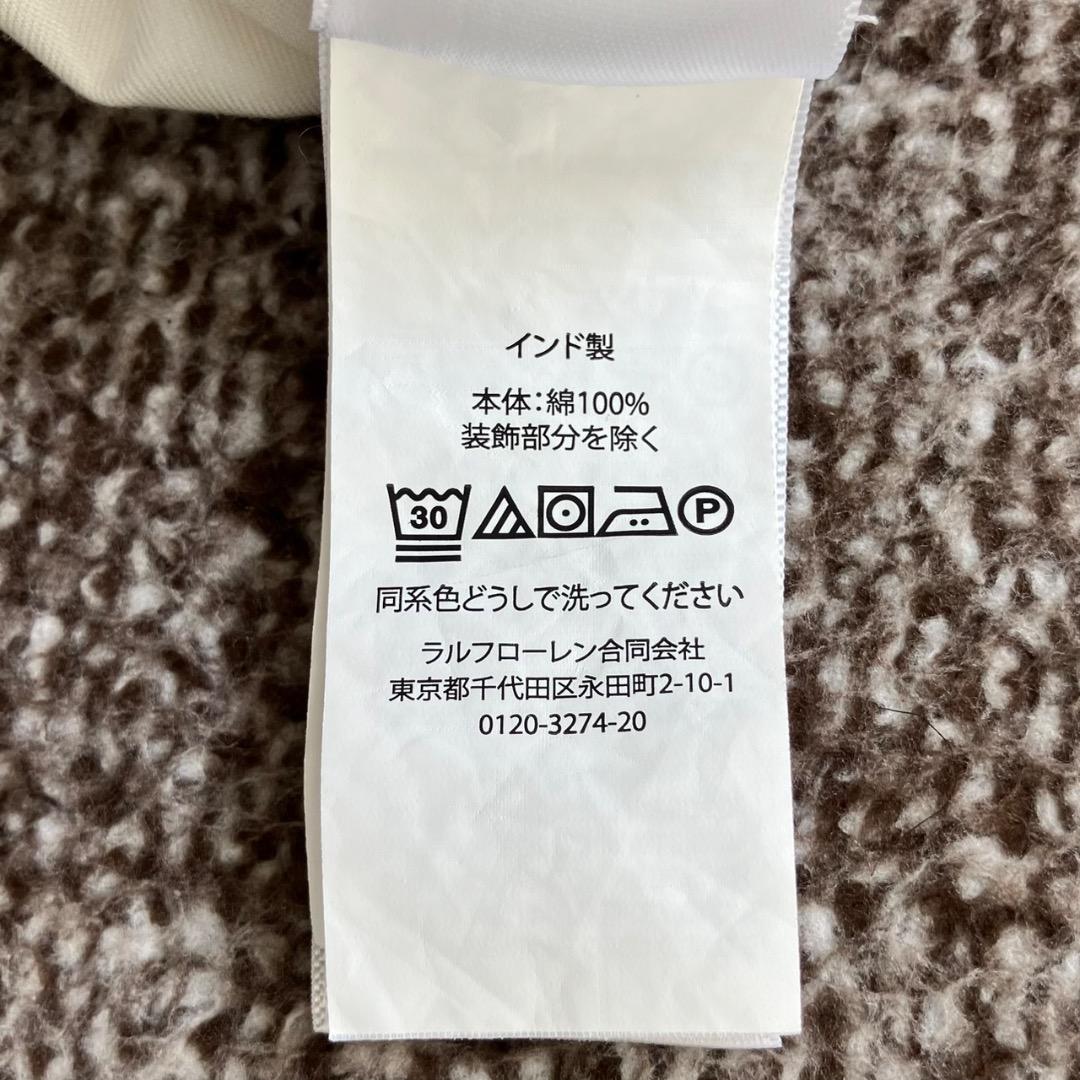 インド製
本体:綿100%
装飾部分を除く
30 P
同系色どうしで洗ってください
ラルフローレン合同会社
東京都千代田区永田町2-10-1
0120-3274-20